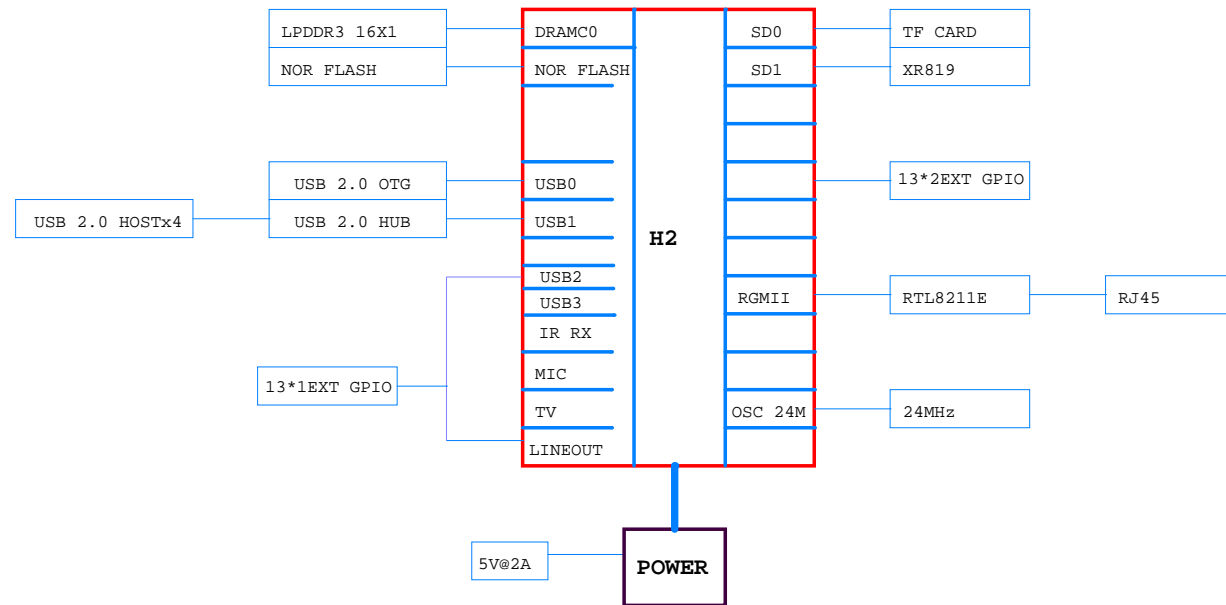 LPDDR3 16X1
DRAMC0
SD0
TF CARD
NOR FLASH
NOR FLASH
SD1
XR819
USB 2.0 OTG
USB0
13*2EXT GPIO
USB 2.0 HOSTx4
USB 2.0 HUB
USB1
H2
USB2
USB3
RGMII
RTL8211E
RJ45
IR RX
MIC
13*1EXT GPIO
TV
OSC 24M
24MHz
LINEOUT
5V@2A
POWER